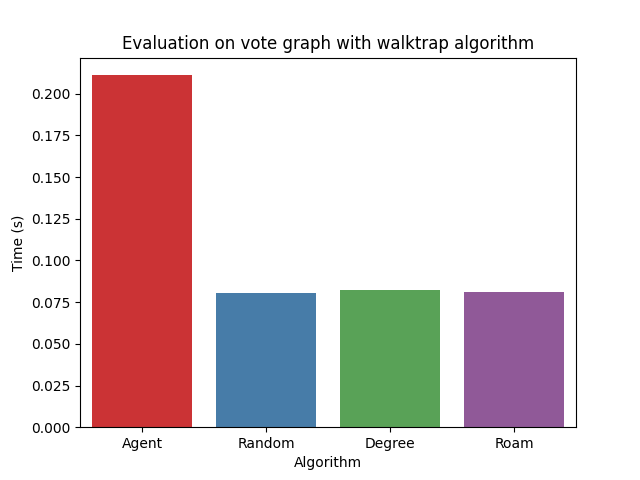 Evaluation on vote graph with walktrap algorithm
Time (s)
0.200
0.175
0.150
0.125
0.100
0.075
0.050
0.025
0.000
Agent Random Degree Roam
Algorithm